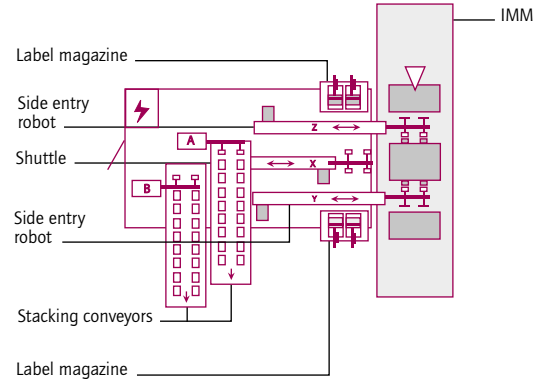 IMM
Label magazine
Side entry
robot
Z
A
Shuttle
X
B
Y
Side entry
robot
Stacking conveyors
Label magazine